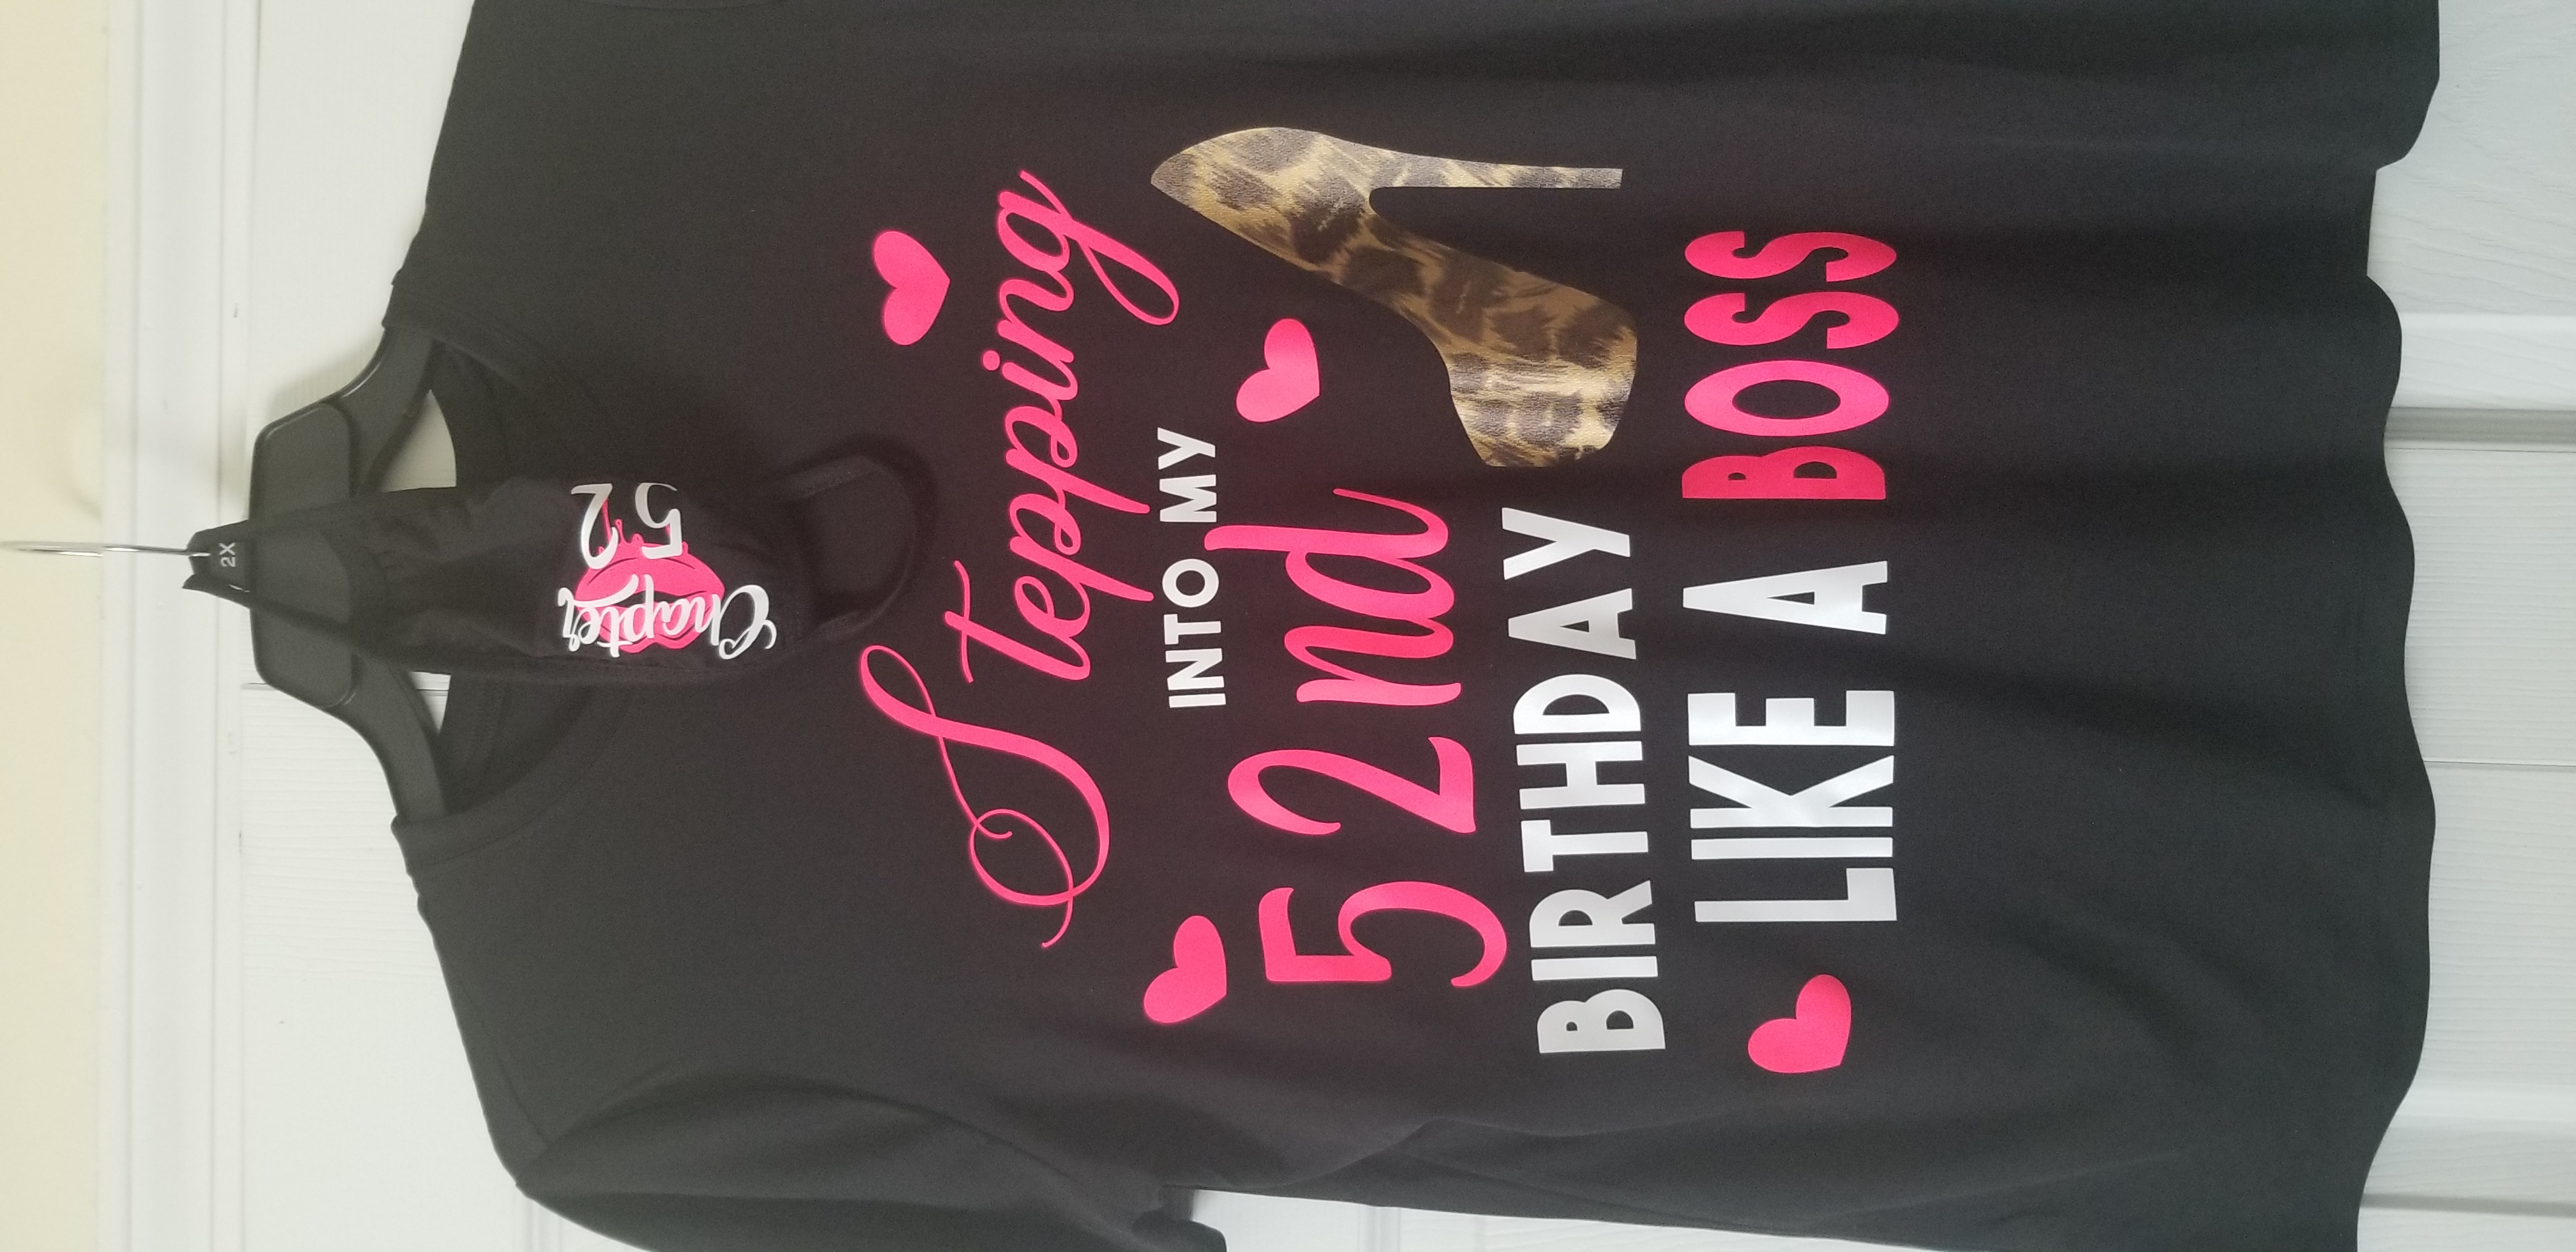 2X
Chapter
52
Stepping
INTO MY
52nd
BIRTHDAY
LIKE A BOSS